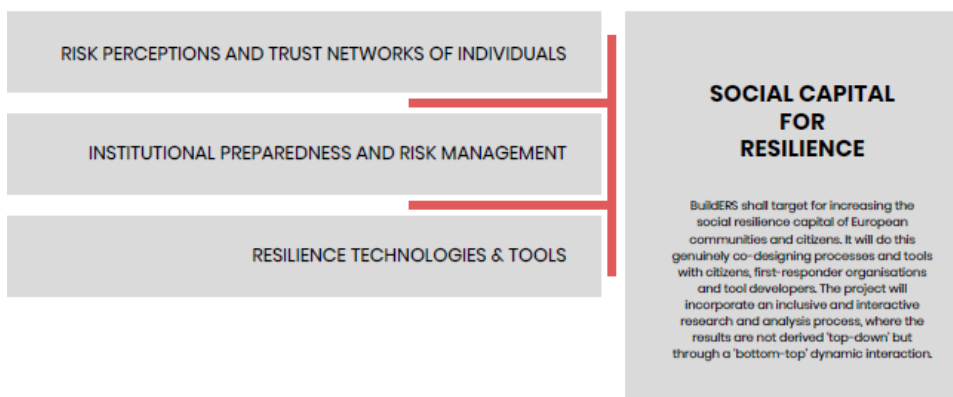 RISK PERCEPTIONS AND TRUST NETWORKS OF INDIVIDUALS
INSTITUTIONAL PREPAREDNESS AND RISK MANAGEMENT
RESILIENCE TECHNOLOGIES & TOOLS
SOCIAL CAPITAL
FOR
RESILIENCE
BuildERS shall target for increasing the
social resilience capital of European
communities and citizens. It will do this
genuinely co-designing processes and tools
with citizens, first-responder organisations
and tool developers. The project will
incorporate an inclusive and interactive
research and analysis process, where the
results are not derived 'top-down' but
through a 'bottom-top' dynamic interaction.